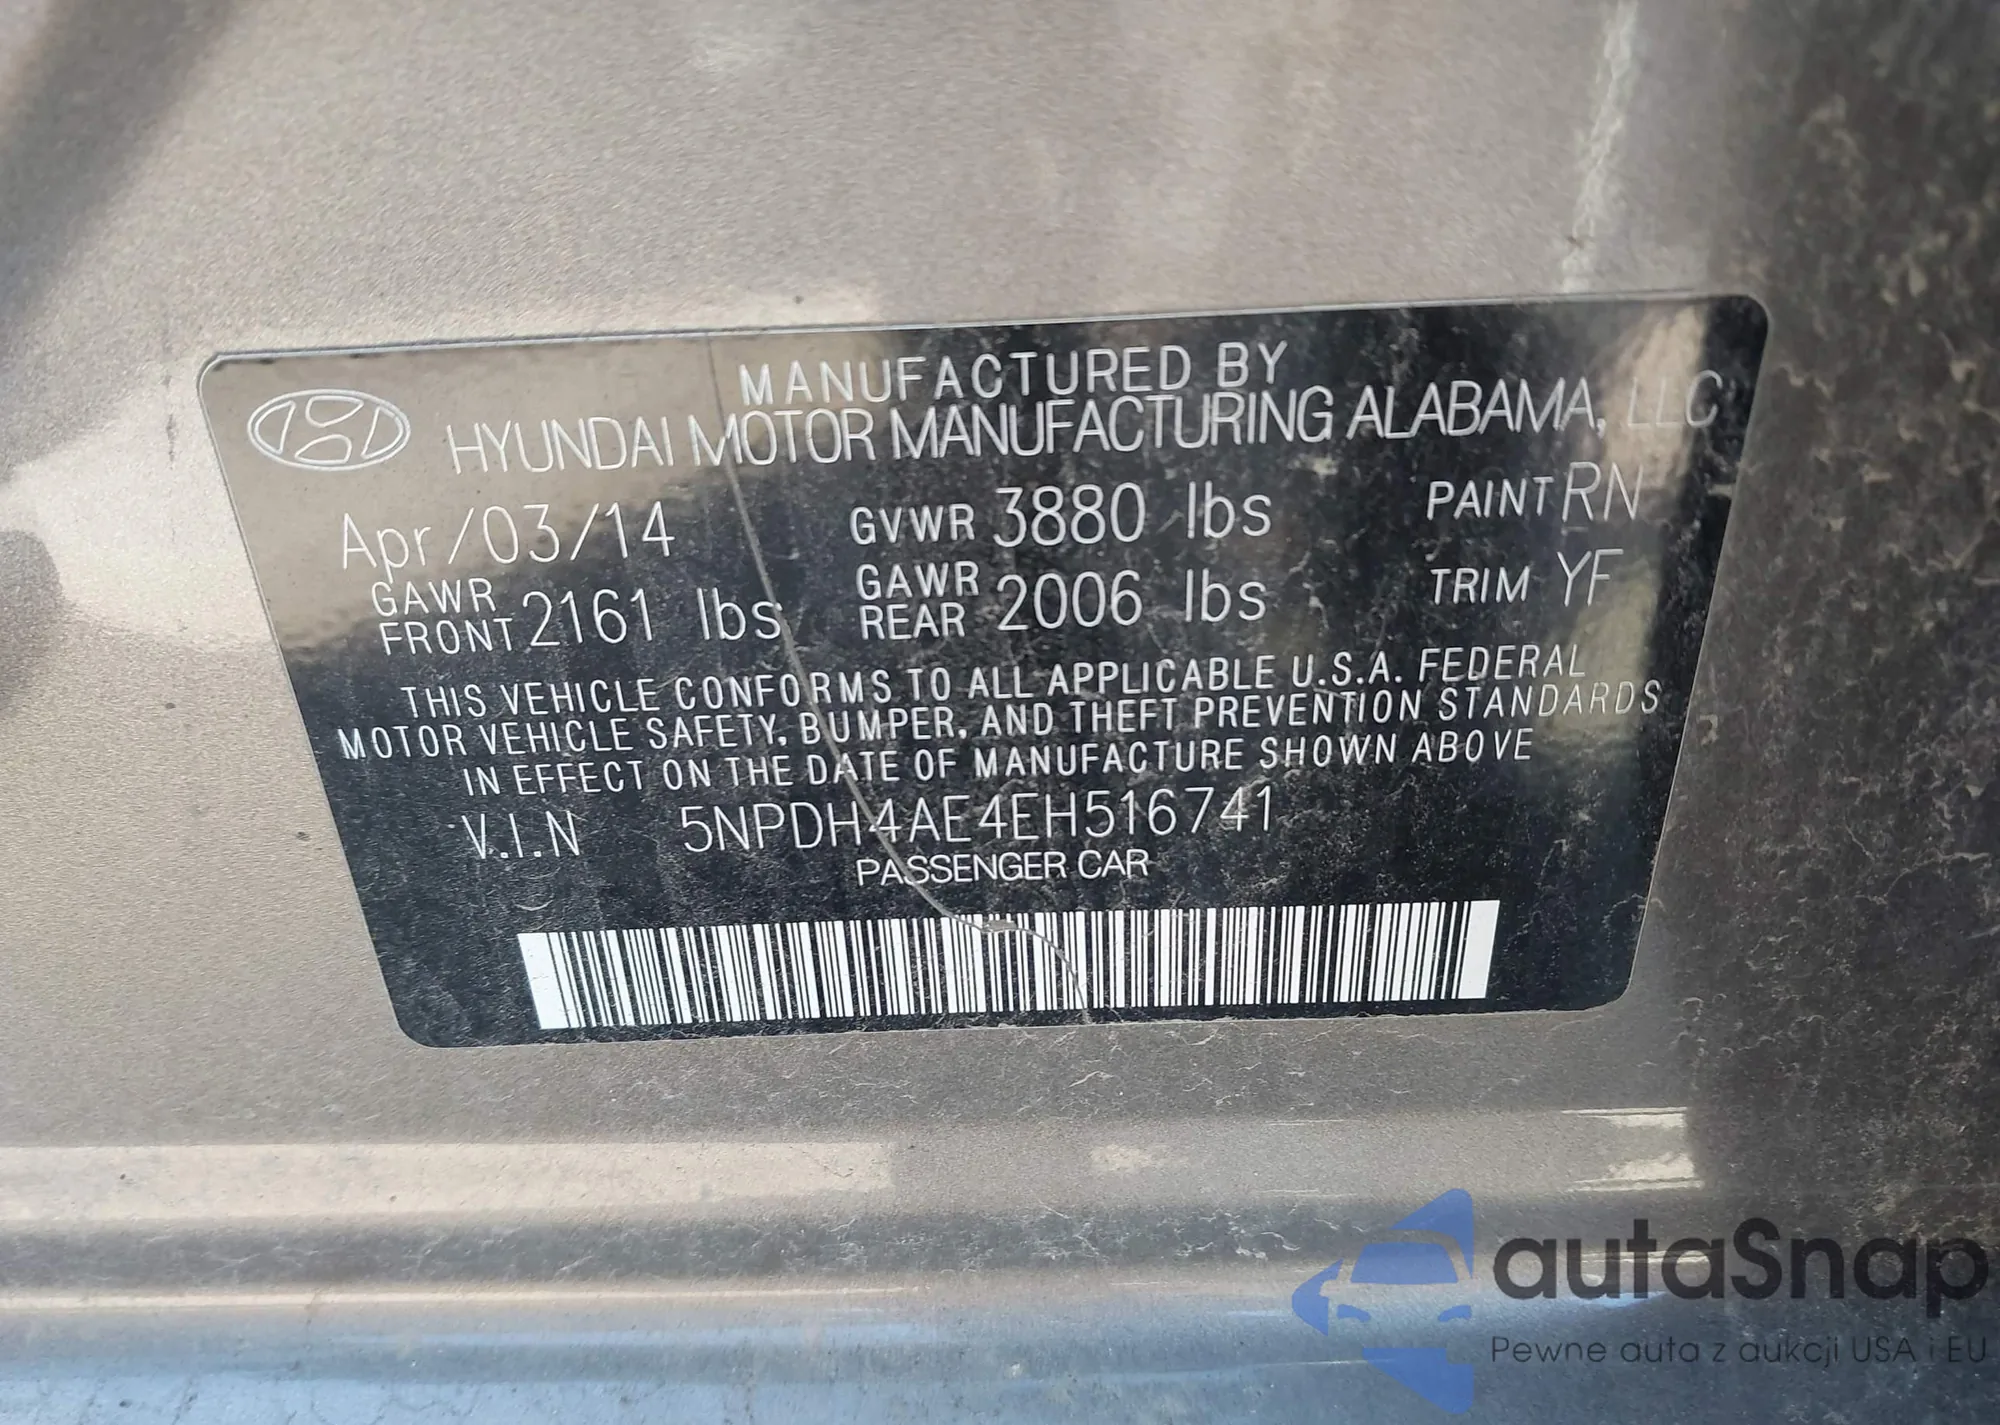 MANUFACTURED BY
HYUNDAI MOTOR MANUFACTURING ALABAMA, LLC
Apr/03/14 GVWR 3880 lbs PAINT RN
GAWR FRONT 2161 lbs GAWR REAR 2006 lbs TRIM YF
THIS VEHICLE CONFORMS TO ALL APPLICABLE U.S.A. FEDERAL
MOTOR VEHICLE SAFETY, BUMPER, AND THEFT PREVENTION STANDARDS
IN EFFECT ON THE DATE OF MANUFACTURE SHOWN ABOVE
V.I.N 5NPDH4AE4EH516741
PASSENGER CAR
autaSnap
Pewne auta z aukcji USA i EU